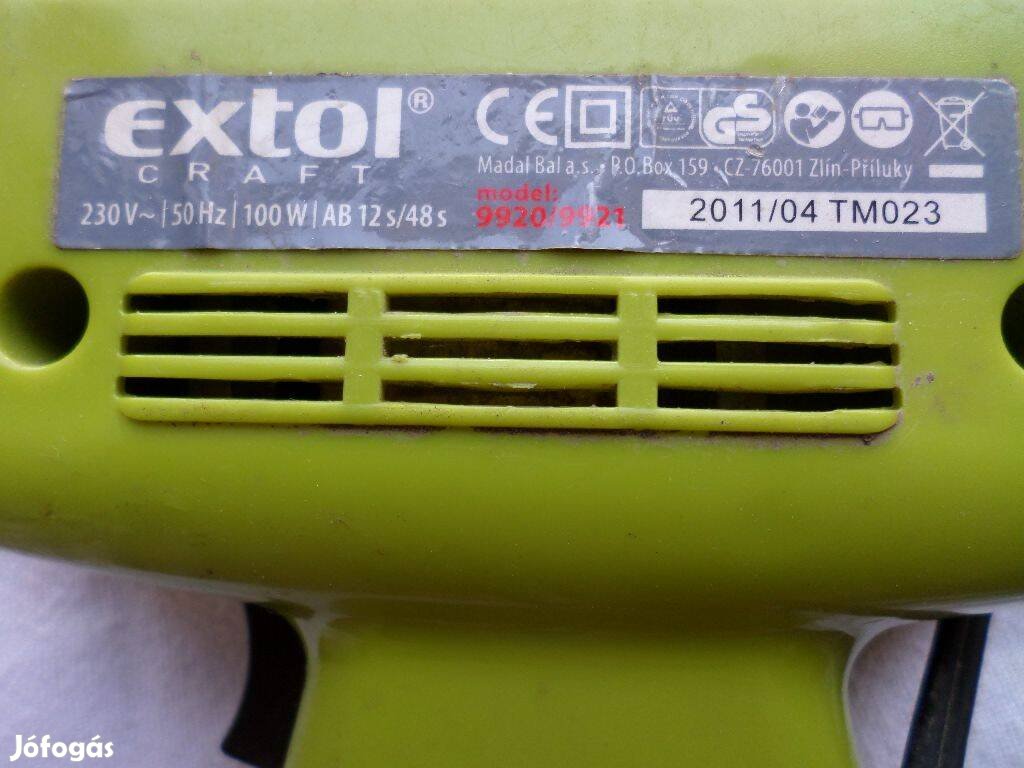 extol®
CRAFT
230 V~ | 50 Hz | 100 W | AB 12 s/48 s
CE
TÜV GS
Madal Bal a.s. • P.O.Box 159 • CZ-76001 Zlín-Příluky
model:
9920/9921
2011/04 TM023
Jófogás